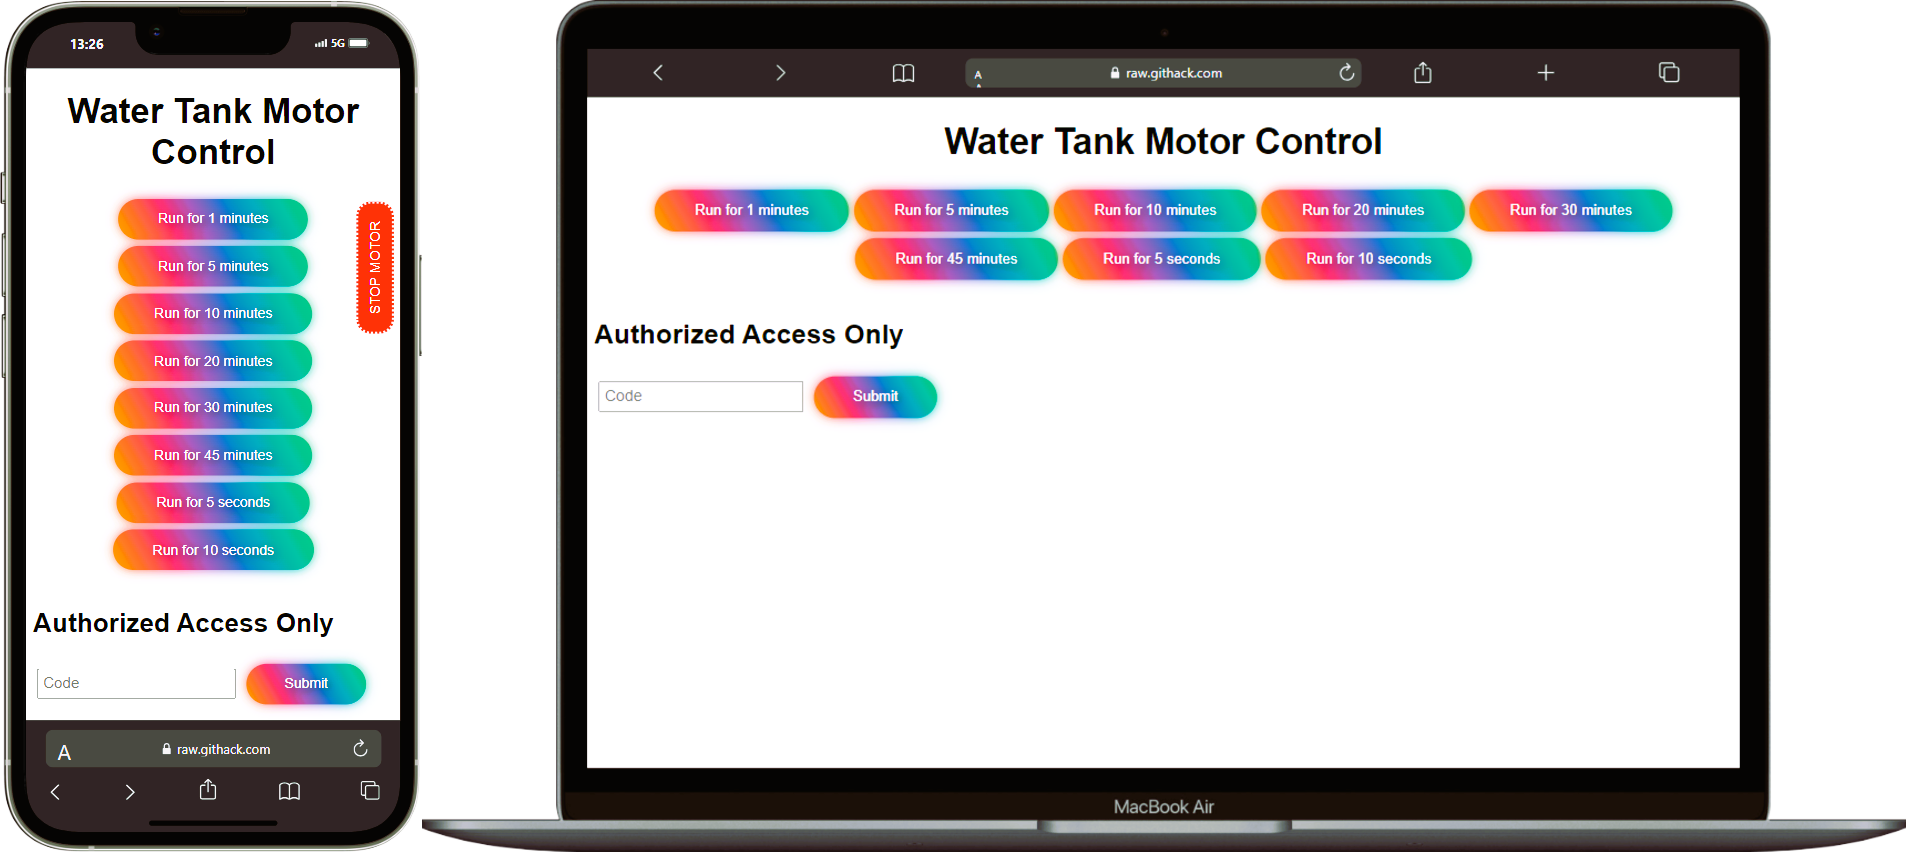 13:26
5G
Water Tank Motor
Control
Run for 1 minutes
Run for 5 minutes
Run for 10 minutes
Run for 20 minutes
Run for 30 minutes
Run for 45 minutes
Run for 5 seconds
Run for 10 seconds
STOP MOTOR
Authorized Access Only
Code
Submit
A
raw.githack.com
A
raw.githack.com
Water Tank Motor Control
Run for 1 minutes
Run for 5 minutes
Run for 10 minutes
Run for 20 minutes
Run for 30 minutes
Run for 45 minutes
Run for 5 seconds
Run for 10 seconds
Authorized Access Only
Code
Submit
MacBook Air